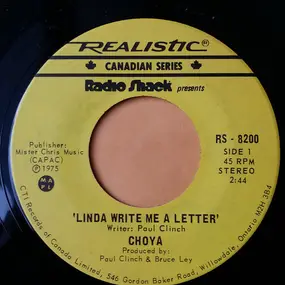 REALISTIC®
CANADIAN SERIES
Radio Shack presents
Publisher:
Mister Chris Music
(CAPAC)
Ⓟ 1975
MAPL
RS - 8200
SIDE 1
45 RPM
STEREO
2:44
'LINDA WRITE ME A LETTER'
Writer: Paul Clinch
CHOYA
Produced by:
Paul Clinch & Bruce Ley
CTI Records of Canada Limited, 546 Gordon Baker Road, Willowdale, Ontario M2H 3B4